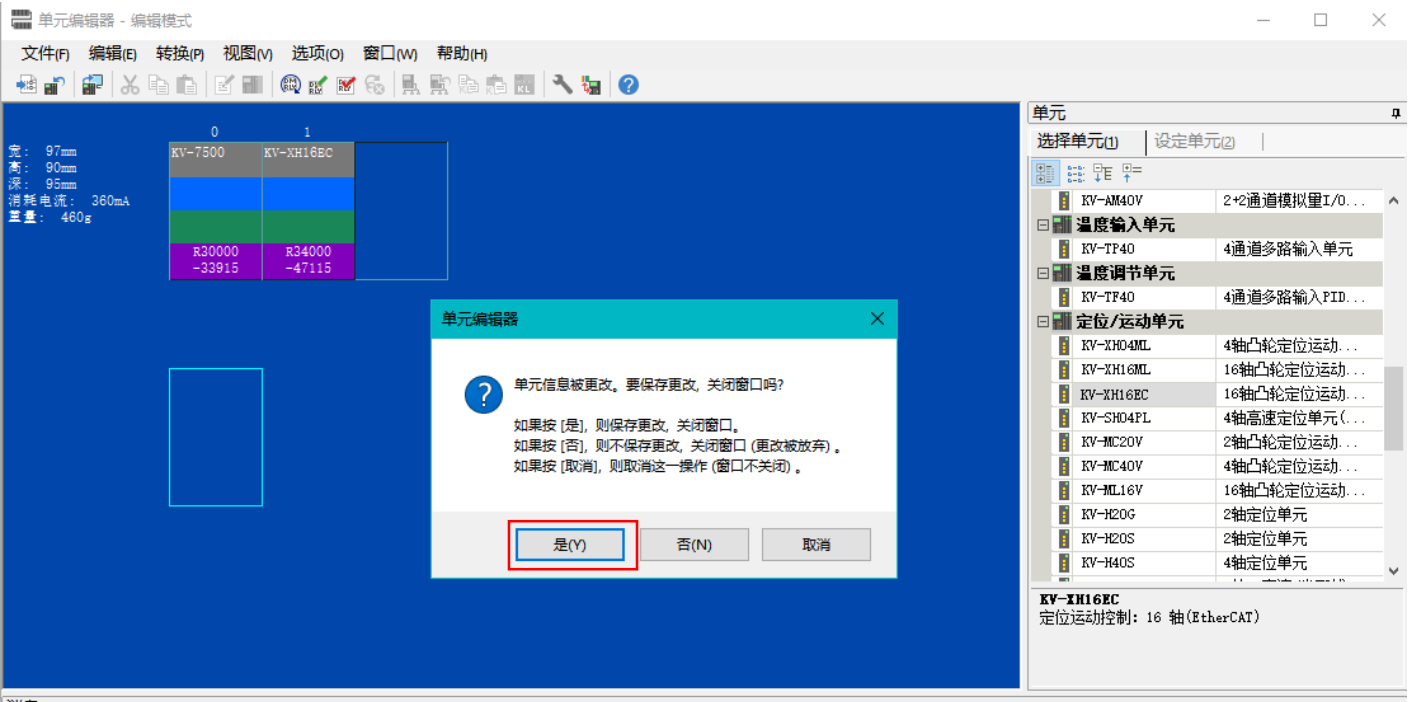 单元编辑器 - 编辑模式
文件(F) 编辑(E) 转换(P) 视图(V) 选项(O) 窗口(W) 帮助(H)
单元
选择单元(1) 设定单元(2)
0 1
KV-7500 KV-XH16EC
R30000 R34000
-33915 -47115
宽: 97mm
高: 90mm
深: 95mm
消耗电流: 360mA
重量: 460g
单元编辑器
单元信息被更改。要保存更改, 关闭窗口吗?
如果按 [是], 则保存更改, 关闭窗口。
如果按 [否], 则不保存更改, 关闭窗口 (更改被放弃) 。
如果按 [取消], 则取消这一操作 (窗口不关闭) 。
是(Y) 否(N) 取消
KV-AM40V 2+2通道模拟量I/O...
温度输入单元
KV-TP40 4通道多路输入单元
温度调节单元
KV-TF40 4通道多路输入PID...
定位/运动单元
KV-XH04ML 4轴凸轮定位运动...
KV-XH16ML 16轴凸轮定位运动...
KV-XH16EC 16轴凸轮定位运动...
KV-SH04PL 4轴高速定位单元(...
KV-MC20V 2轴凸轮定位运动...
KV-MC40V 4轴凸轮定位运动...
KV-ML16V 16轴凸轮定位运动...
KV-H20G 2轴定位单元
KV-H20S 2轴定位单元
KV-H40S 4轴定位单元
KV-XH16EC
定位运动控制: 16 轴(EtherCAT)